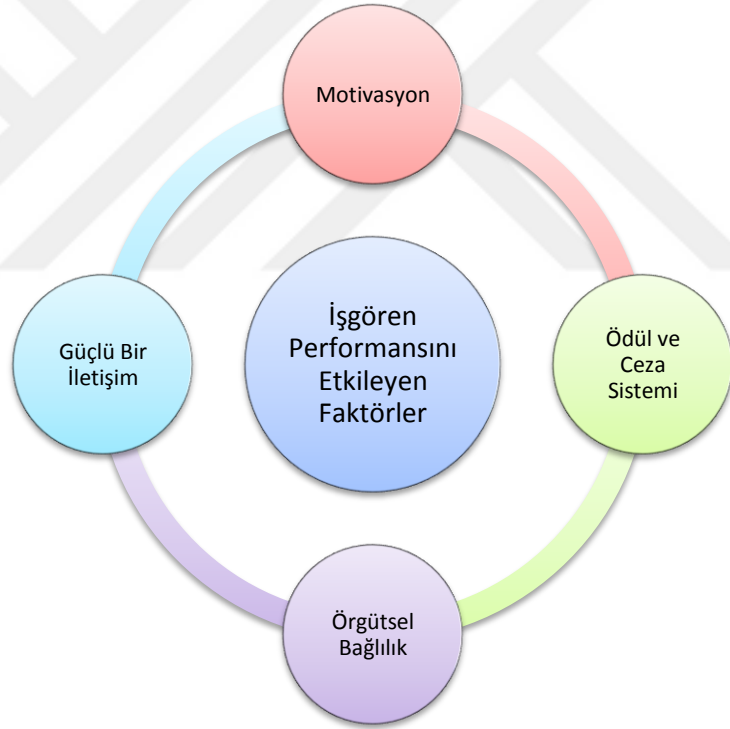 Motivasyon
Güçlü Bir
İletişim
İşgören
Performansını
Etkileyen
Faktörler
Ödül ve
Ceza
Sistemi
Örgütsel
Bağlılık